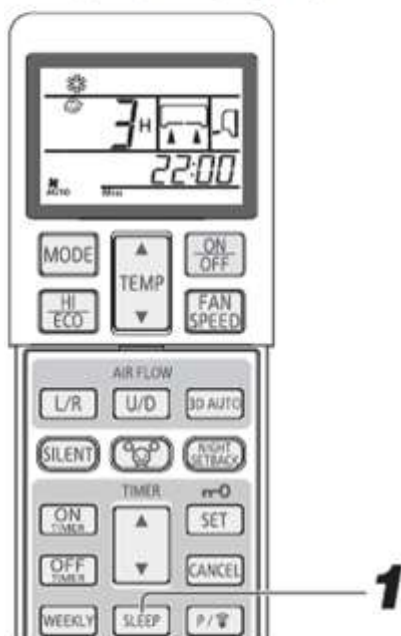 3H
22:00
AUTO
MODE
TEMP
ON
OFF
HI
ECO
FAN
SPEED
AIR FLOW
L/R
U/D
3D AUTO
SILENT
NIGHT
SETBACK
TIMER
ON
TIMER
SET
OFF
TIMER
CANCEL
WEEKLY
SLEEP
P/
1